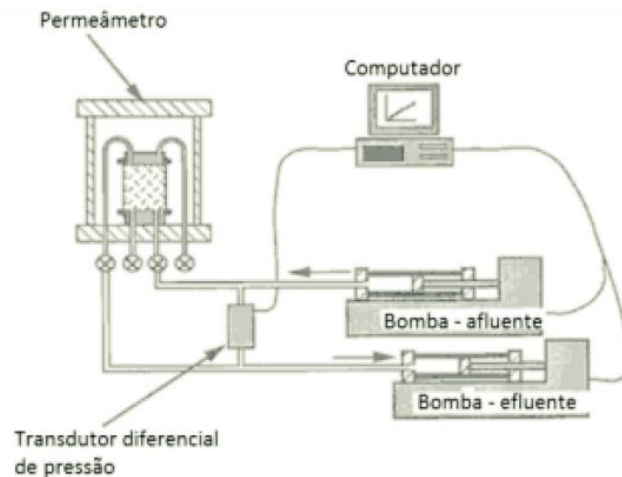 Permeâmetro
Computador
Bomba - afluente
Bomba - efluente
Transdutor diferencial
de pressão